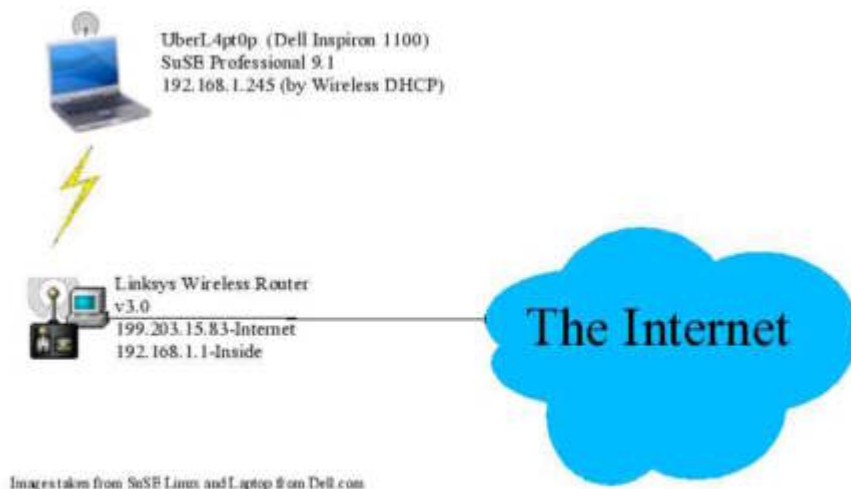 UberL4pt0p (Dell Inspiron 1100)
SuSE Professional 9.1
192.168.1.245 (by Wireless DHCP)
Linksys Wireless Router
v3.0
199.203.15.83-Internet
192.168.1.1-Inside
The Internet
Images taken from SuSE Linux and Laptop from Dell.com